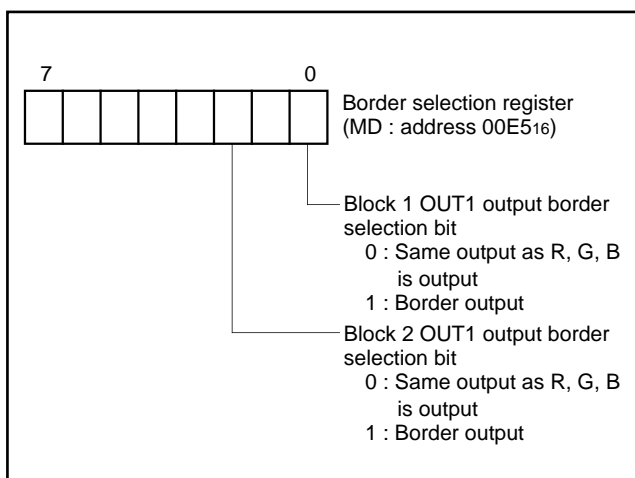 7 0
Border selection register
(MD : address 00E516)
Block 1 OUT1 output border
selection bit
0 : Same output as R, G, B
is output
1 : Border output
Block 2 OUT1 output border
selection bit
0 : Same output as R, G, B
is output
1 : Border output